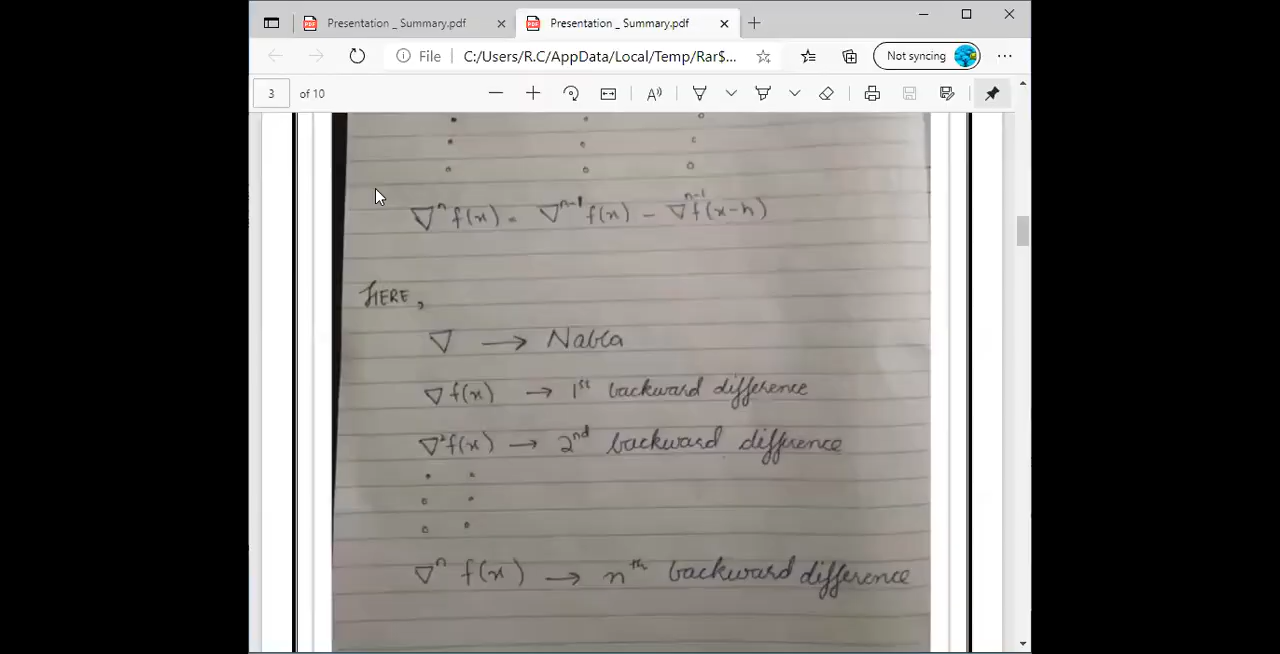 Presentation _ Summary.pdf
Presentation _ Summary.pdf
File C:/Users/R.C/AppData/Local/Temp/Rar$...
Not syncing
3 of 10
∇ⁿ f(x) = ∇ⁿ⁻¹ f(x) - ∇ⁿ⁻¹ f(x-h)
HERE,
∇ → Nabla
∇ f(x) → 1st backward difference
∇² f(x) → 2nd backward difference
∇ⁿ f(x) → nth backward difference